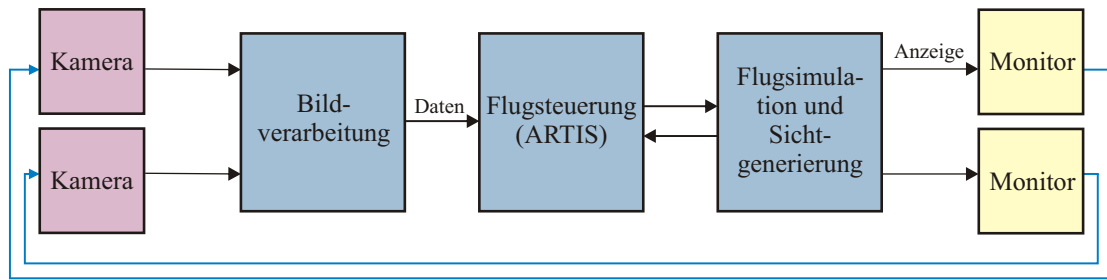 Kamera
Kamera
Bild-
verarbeitung
Daten
Flugsteuerung
(ARTIS)
Flugsimula-
tion und
Sicht-
generierung
Anzeige
Monitor
Monitor